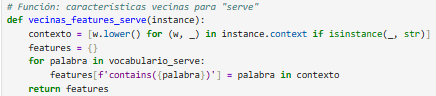 # Función: características vecinas para "serve"
def vecinas_features_serve(instance):
    contexto = [w.lower() for (w, _) in instance.context if isinstance(_, str)]
    features = {}
    for palabra in vocabulario_serve:
        features[f'contains({palabra})'] = palabra in contexto
    return features